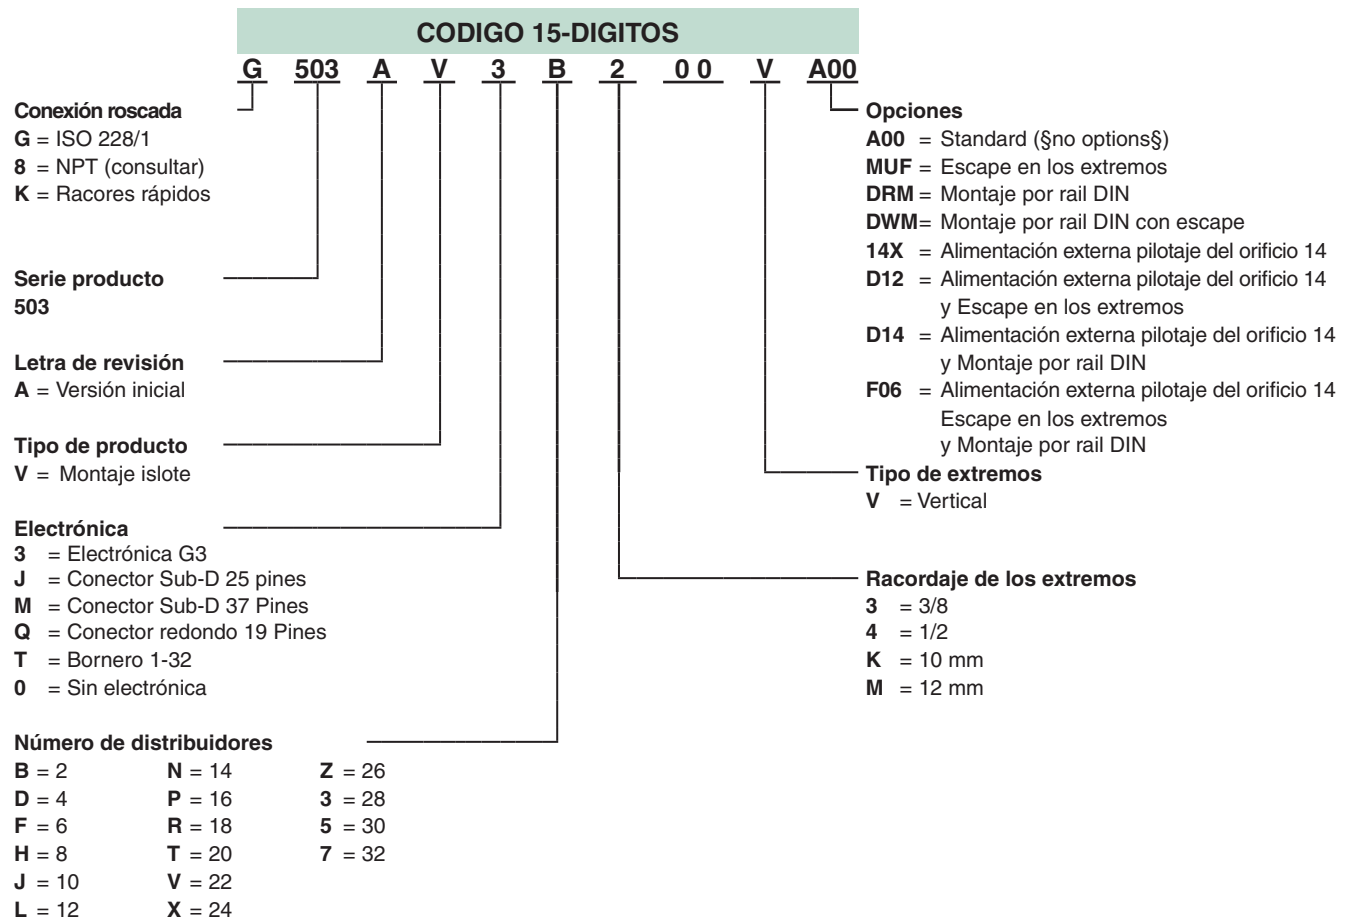 CODIGO 15-DIGITOS
G 503 A V 3 B 2 0 0 V A00
Conexión roscada
G = ISO 228/1
8 = NPT (consultar)
K = Racores rápidos
Serie producto
503
Letra de revisión
A = Versión inicial
Tipo de producto
V = Montaje islote
Electrónica
3 = Electrónica G3
J = Conector Sub-D 25 pines
M = Conector Sub-D 37 Pines
Q = Conector redondo 19 Pines
T = Bornero 1-32
0 = Sin electrónica
Número de distribuidores
B = 2 N = 14 Z = 26
D = 4 P = 16 3 = 28
F = 6 R = 18 5 = 30
H = 8 T = 20 7 = 32
J = 10 V = 22
L = 12 X = 24
Opciones
A00 = Standard (§no options§)
MUF = Escape en los extremos
DRM = Montaje por rail DIN
DWM= Montaje por rail DIN con escape
14X = Alimentación externa pilotaje del orificio 14
D12 = Alimentación externa pilotaje del orificio 14
y Escape en los extremos
D14 = Alimentación externa pilotaje del orificio 14
y Montaje por rail DIN
F06 = Alimentación externa pilotaje del orificio 14
Escape en los extremos
y Montaje por rail DIN
Tipo de extremos
V = Vertical
Racordaje de los extremos
3 = 3/8
4 = 1/2
K = 10 mm
M = 12 mm